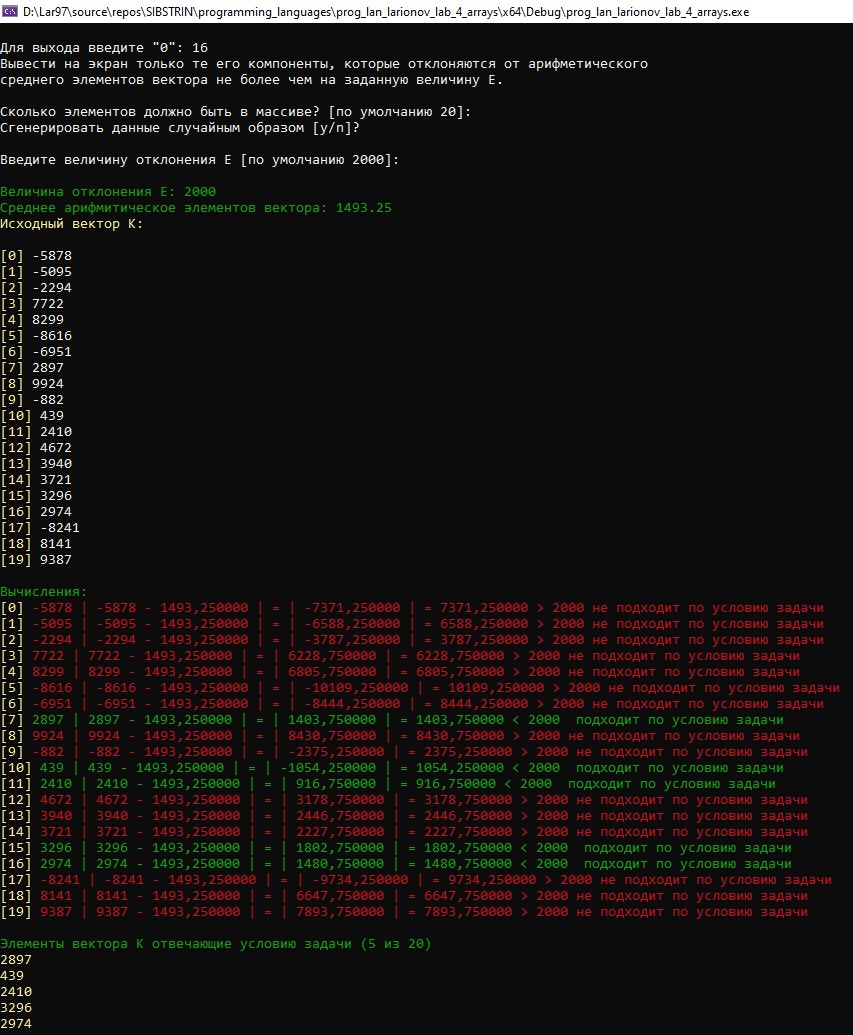 D:\Lar97\source\repos\SIBSTRIN\programming_languages\prog_lan_larionov_lab_4_arrays\x64\Debug\prog_lan_larionov_lab_4_arrays.exe
Для выхода введите "0": 16
Вывести на экран только те его компоненты, которые отклоняются от арифметического
среднего элементов вектора не более чем на заданную величину E.
Сколько элементов должно быть в массиве? [по умолчанию 20]:
Сгенерировать данные случайным образом [y/n]?
Введите величину отклонения E [по умолчанию 2000]:
Величина отклонения E: 2000
Среднее арифмитическое элементов вектора: 1493.25
Исходный вектор K:
[0] -5878
[1] -5095
[2] -2294
[3] 7722
[4] 8299
[5] -8616
[6] -6951
[7] 2897
[8] 9924
[9] -882
[10] 439
[11] 2410
[12] 4672
[13] 3940
[14] 3721
[15] 3296
[16] 2974
[17] -8241
[18] 8141
[19] 9387
Вычисления:
[0] -5878 | -5878 - 1493,250000 | = | -7371,250000 | = 7371,250000 > 2000 не подходит по условию задачи
[1] -5095 | -5095 - 1493,250000 | = | -6588,250000 | = 6588,250000 > 2000 не подходит по условию задачи
[2] -2294 | -2294 - 1493,250000 | = | -3787,250000 | = 3787,250000 > 2000 не подходит по условию задачи
[3] 7722 | 7722 - 1493,250000 | = | 6228,750000 | = 6228,750000 > 2000 не подходит по условию задачи
[4] 8299 | 8299 - 1493,250000 | = | 6805,750000 | = 6805,750000 > 2000 не подходит по условию задачи
[5] -8616 | -8616 - 1493,250000 | = | -10109,250000 | = 10109,250000 > 2000 не подходит по условию задачи
[6] -6951 | -6951 - 1493,250000 | = | -8444,250000 | = 8444,250000 > 2000 не подходит по условию задачи
[7] 2897 | 2897 - 1493,250000 | = | 1403,750000 | = 1403,750000 < 2000  подходит по условию задачи
[8] 9924 | 9924 - 1493,250000 | = | 8430,750000 | = 8430,750000 > 2000 не подходит по условию задачи
[9] -882 | -882 - 1493,250000 | = | -2375,250000 | = 2375,250000 > 2000 не подходит по условию задачи
[10] 439 | 439 - 1493,250000 | = | -1054,250000 | = 1054,250000 < 2000  подходит по условию задачи
[11] 2410 | 2410 - 1493,250000 | = | 916,750000 | = 916,750000 < 2000  подходит по условию задачи
[12] 4672 | 4672 - 1493,250000 | = | 3178,750000 | = 3178,750000 > 2000 не подходит по условию задачи
[13] 3940 | 3940 - 1493,250000 | = | 2446,750000 | = 2446,750000 > 2000 не подходит по условию задачи
[14] 3721 | 3721 - 1493,250000 | = | 2227,750000 | = 2227,750000 > 2000 не подходит по условию задачи
[15] 3296 | 3296 - 1493,250000 | = | 1802,750000 | = 1802,750000 < 2000  подходит по условию задачи
[16] 2974 | 2974 - 1493,250000 | = | 1480,750000 | = 1480,750000 < 2000  подходит по условию задачи
[17] -8241 | -8241 - 1493,250000 | = | -9734,250000 | = 9734,250000 > 2000 не подходит по условию задачи
[18] 8141 | 8141 - 1493,250000 | = | 6647,750000 | = 6647,750000 > 2000 не подходит по условию задачи
[19] 9387 | 9387 - 1493,250000 | = | 7893,750000 | = 7893,750000 > 2000 не подходит по условию задачи
Элементы вектора K отвечающие условию задачи (5 из 20)
2897
439
2410
3296
2974